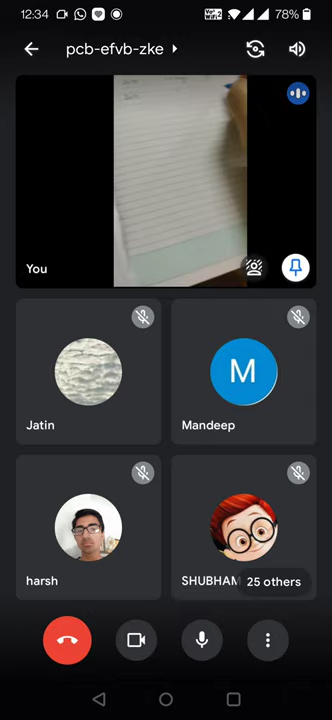 12:34
78%
pcb-efvb-zke
You
Jatin
Mandeep
M
harsh
SHUBHAM
25 others